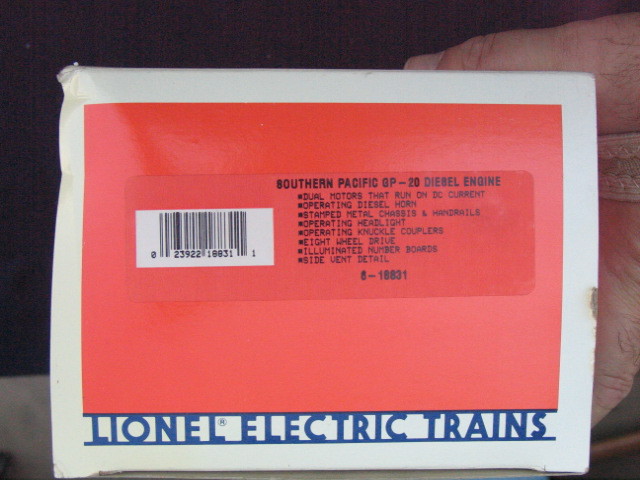 SOUTHERN PACIFIC GP-20 DIESEL ENGINE
*DUAL MOTORS THAT RUN ON DC CURRENT
*OPERATING DIESEL HORN
*STAMPED METAL CHASSIS & HANDRAILS
*OPERATING HEADLIGHT
*OPERATING KNUCKLE COUPLERS
*EIGHT WHEEL DRIVE
*ILLUMINATED NUMBER BOARDS
*SIDE VENT DETAIL
6-18831
0 23922 18831 1
LIONEL® ELECTRIC TRAINS